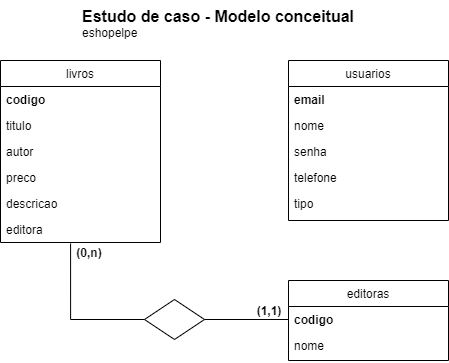 Estudo de caso - Modelo conceitual
eshopelpe
livros
codigo
titulo
autor
preco
descricao
editora
usuarios
email
nome
senha
telefone
tipo
(0,n)
(1,1)
editoras
codigo
nome